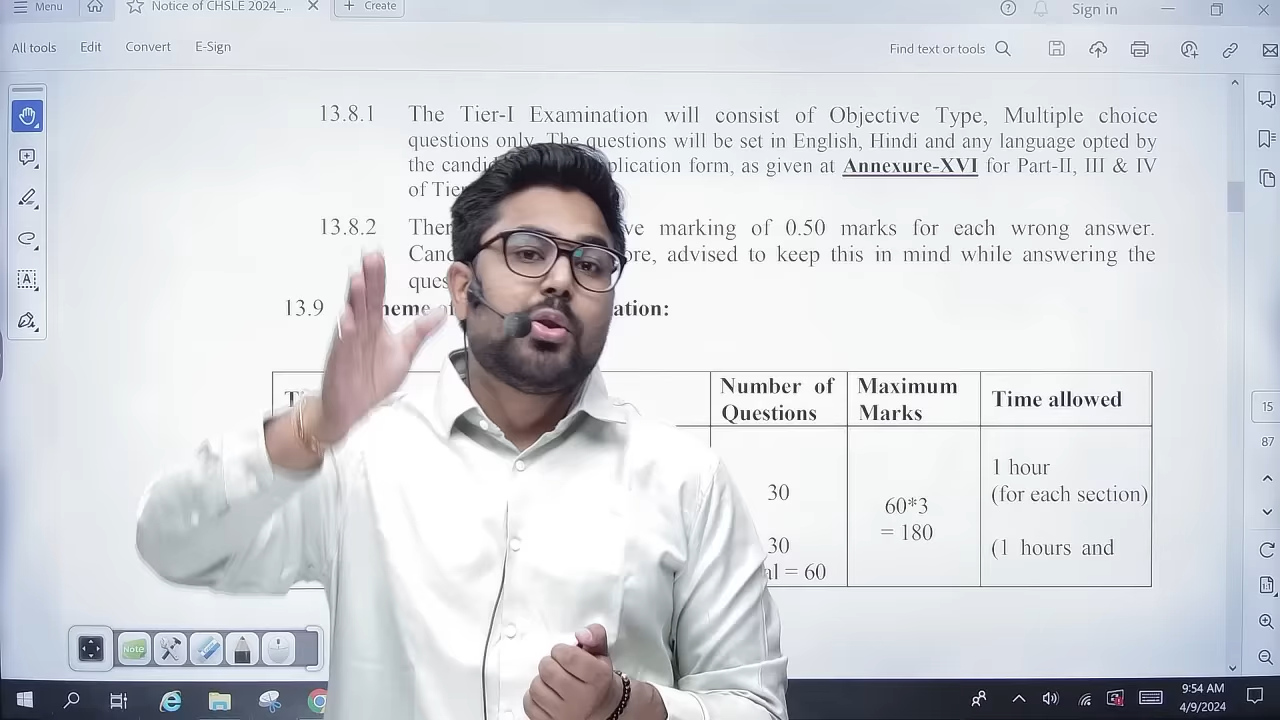 Menu
Notice of CHSLE 2024_...
Create
Sign in
All tools
Edit
Convert
E-Sign
Find text or tools
13.8.1 The Tier-I Examination will consist of Objective Type, Multiple choice
questions only. The questions will be set in English, Hindi and any language opted by
the application form, as given at Annexure-XVI for Part-II, III & IV
of
13.8.2 marking of 0.50 marks for each wrong answer.
advised to keep this in mind while answering the
13.9
Number of
Questions
Maximum
Marks
Time allowed
30
30
= 60
60*3
= 180
1 hour
(for each section)
(1 hours and
15
87
Note
9:54 AM
4/9/2024